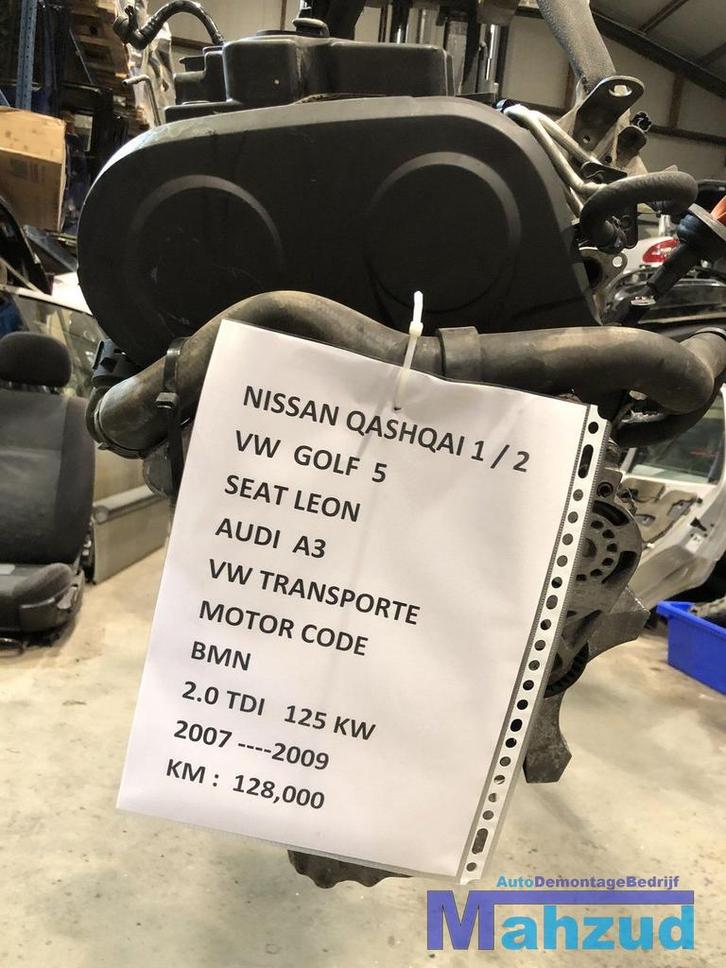 NISSAN QASHQAI 1 / 2
VW GOLF 5
SEAT LEON
AUDI A3
VW TRANSPORTE
MOTOR CODE
BMN
2.0 TDI 125 KW
2007 ----2009
KM : 128,000
AutoDemontageBedrijf
Mahzud